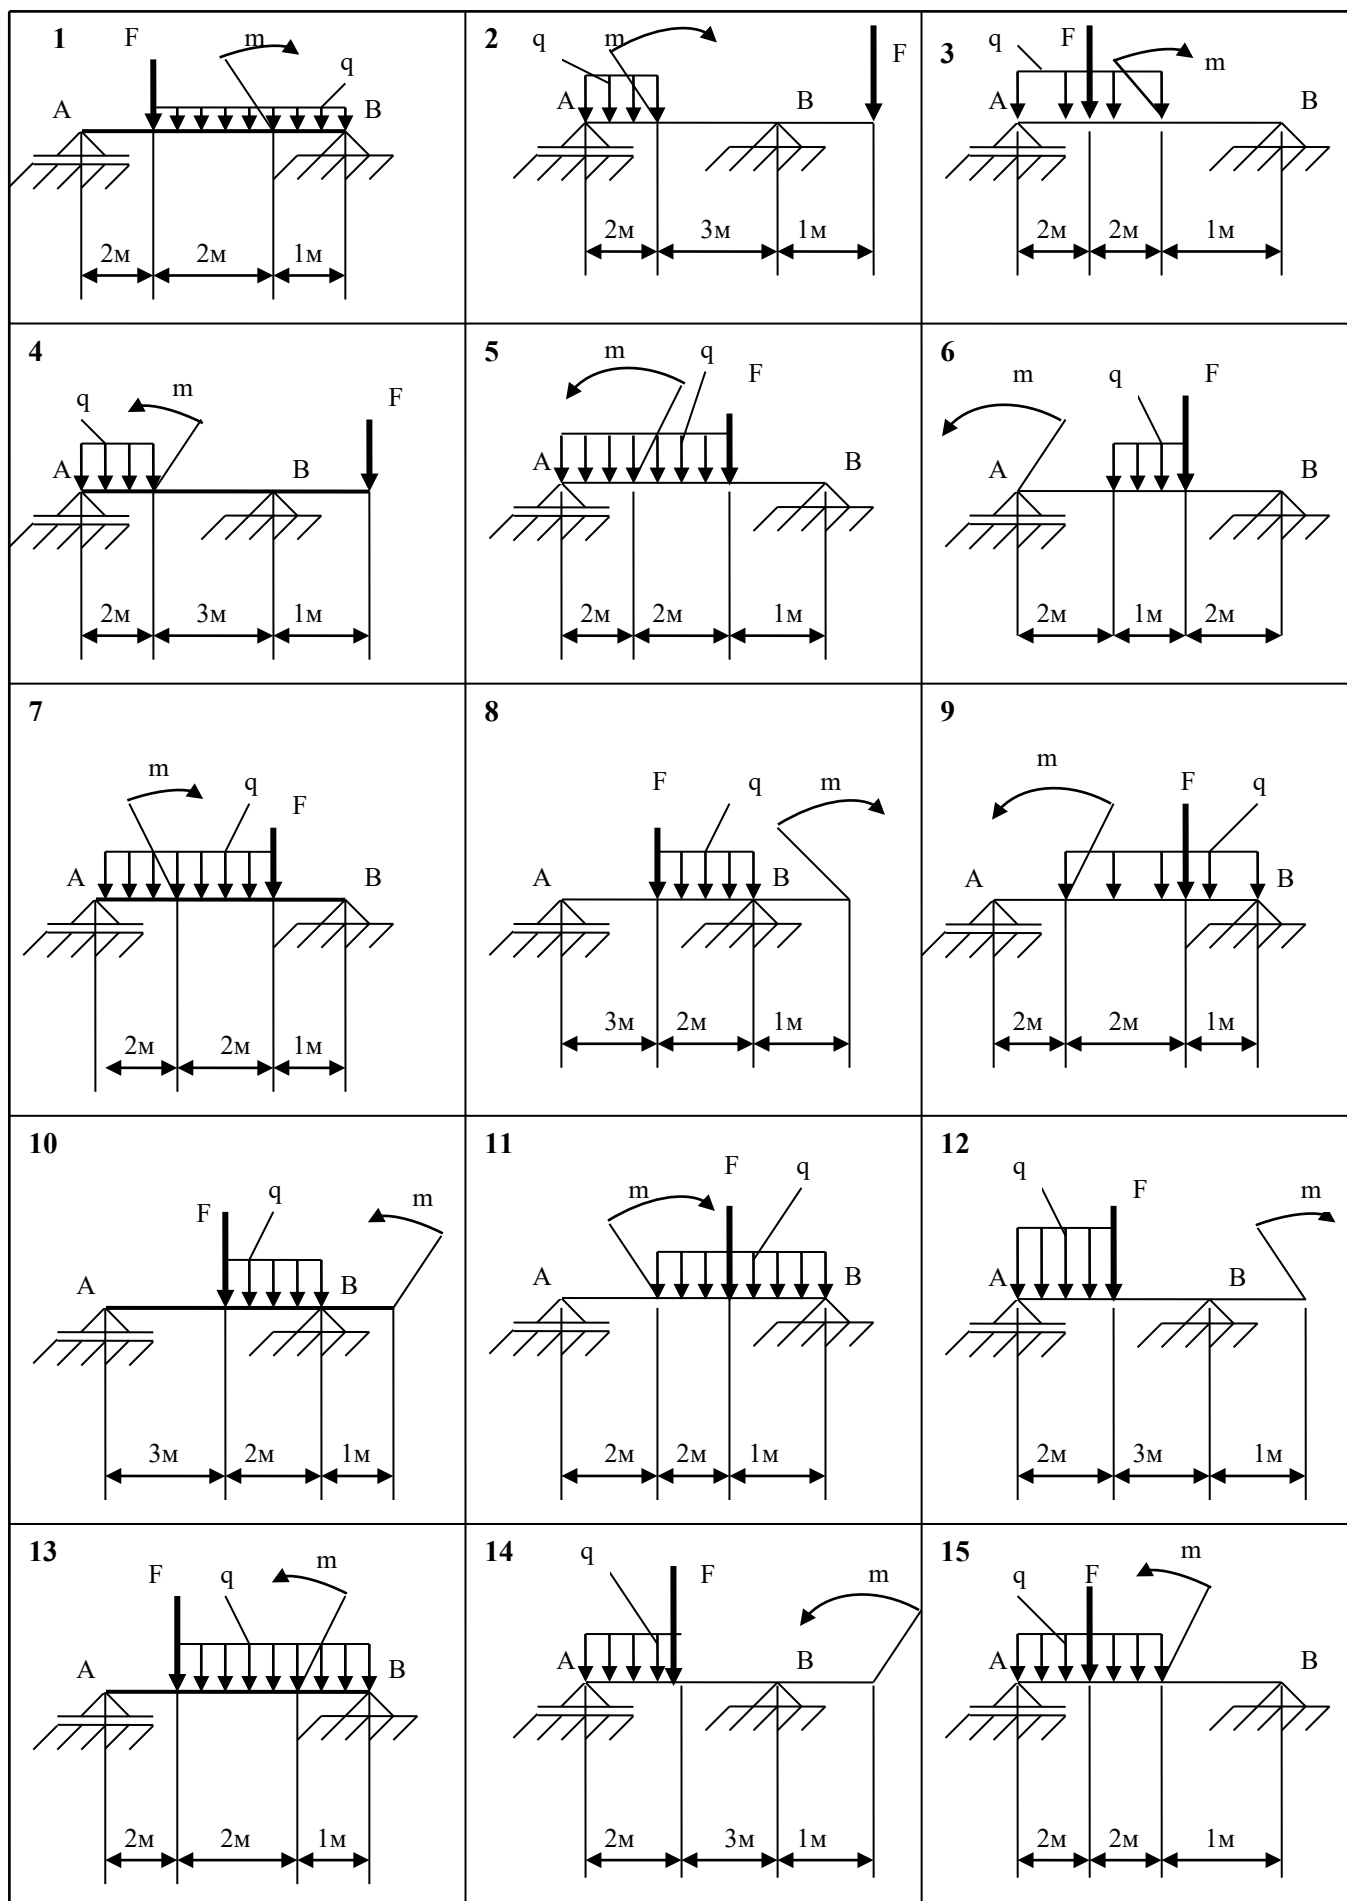 1 F m q
A B
2м 2м 1м
2 q m F
A B
2м 3м 1м
3 q F m
A B
2м 2м 1м
4 q m F
A B
2м 3м 1м
5 m q F
A B
2м 2м 1м
6 m q F
A B
2м 1м 2м
7 m q F
A B
2м 2м 1м
8 F q m
A B
3м 2м 1м
9 m F q
A B
2м 2м 1м
10 F q m
A B
3м 2м 1м
11 m F q
A B
2м 2м 1м
12 q F m
A B
2м 3м 1м
13 F q m
A B
2м 2м 1м
14 q F m
A B
2м 3м 1м
15 q F m
A B
2м 2м 1м